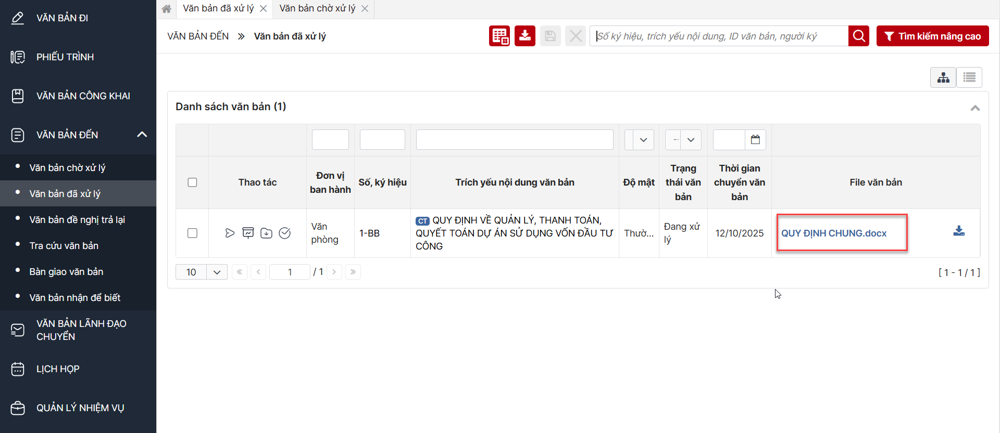 VĂN BẢN ĐI
PHIẾU TRÌNH
VĂN BẢN CÔNG KHAI
VĂN BẢN ĐẾN
Văn bản chờ xử lý
Văn bản đã xử lý
Văn bản đề nghị trả lại
Tra cứu văn bản
Bàn giao văn bản
Văn bản nhận để biết
VĂN BẢN LÃNH ĐẠO
CHUYỂN
LỊCH HỌP
QUẢN LÝ NHIỆM VỤ
Văn bản đã xử lý
Văn bản chờ xử lý
VĂN BẢN ĐẾN » Văn bản đã xử lý
Số ký hiệu, trích yếu nội dung, ID văn bản, người ký
Tìm kiếm nâng cao
Danh sách văn bản (1)
Thao tác
Đơn vị
ban hành
Số, ký hiệu
Trích yếu nội dung văn bản
Độ mật
Trạng
thái văn
bản
Thời gian
chuyển văn
bản
File văn bản
Văn
phòng
1-BB
CT QUY ĐỊNH VỀ QUẢN LÝ, THANH TOÁN,
QUYẾT TOÁN DỰ ÁN SỬ DỤNG VỐN ĐẦU TƯ
CÔNG
Thườ...
Đang xử
lý
12/10/2025
QUY ĐỊNH CHUNG.docx
10
« ‹ 1 / 1 › »
[ 1 - 1 / 1 ]